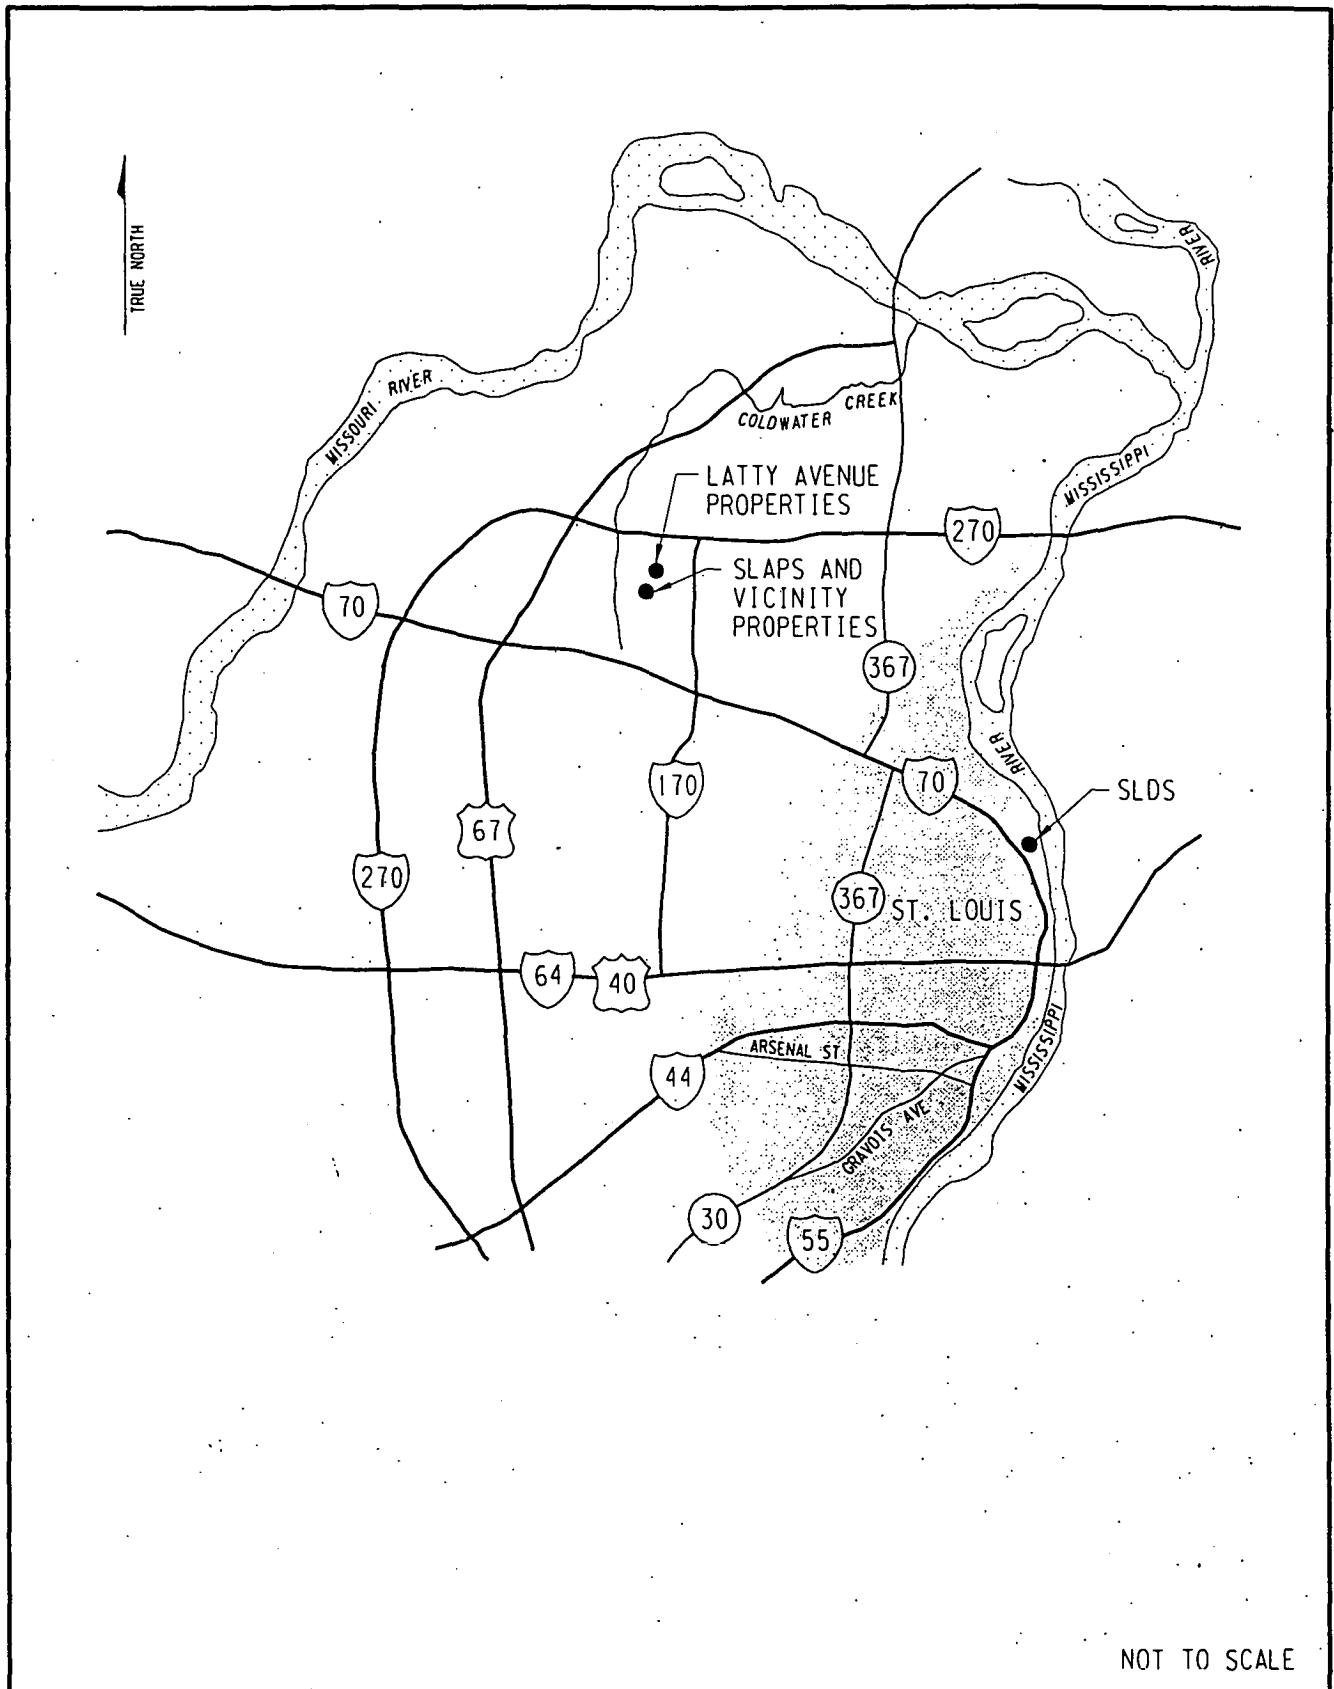 TRUE NORTH
RIVER
MISSOURI RIVER
COLDWATER CREEK
MISSISSIPPI
LATTY AVENUE
PROPERTIES
270
SLAPS AND
VICINITY
PROPERTIES
70
367
RIVER
170
70
SLDS
67
270
367
ST. LOUIS
64
40
MISSISSIPPI
ARSENAL ST.
44
GRAVOIS AVE.
30
55
NOT TO SCALE